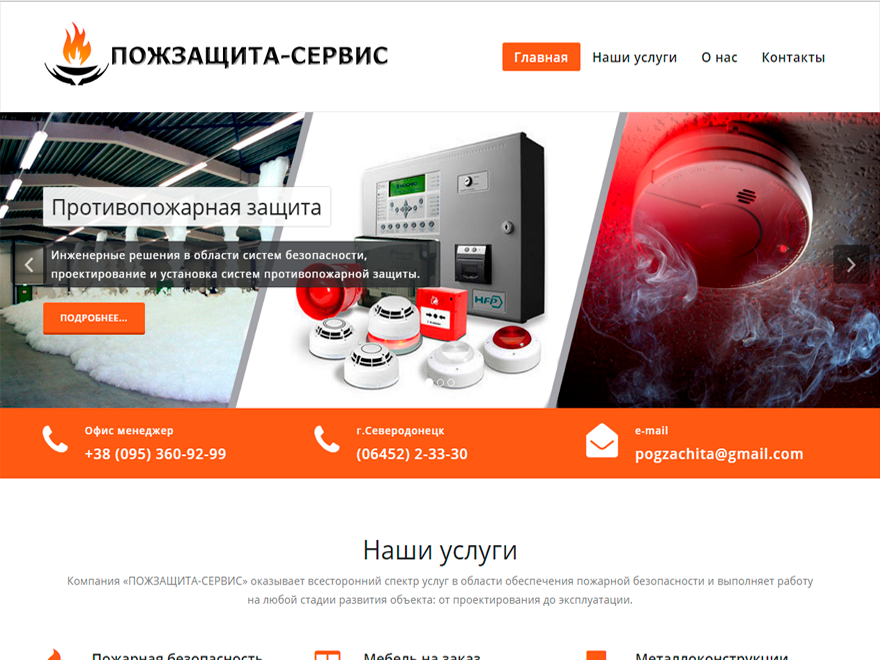 ПОЖЗАЩИТА-СЕРВИС
Главная
Наши услуги
О нас
Контакты
Противопожарная защита
Инженерные решения в области систем безопасности,
проектирование и установка систем противопожарной защиты.
ПОДРОБНЕЕ...
HFP
Офис менеджер
+38 (095) 360-92-99
г.Северодонецк
(06452) 2-33-30
e-mail
pogzachita@gmail.com
Наши услуги
Компания «ПОЖЗАЩИТА-СЕРВИС» оказывает всесторонний спектр услуг в области обеспечения пожарной безопасности и выполняет работу
на любой стадии развития объекта: от проектирования до эксплуатации.
Пожарная безопасность
Мебель на заказ
Металлоконструкции